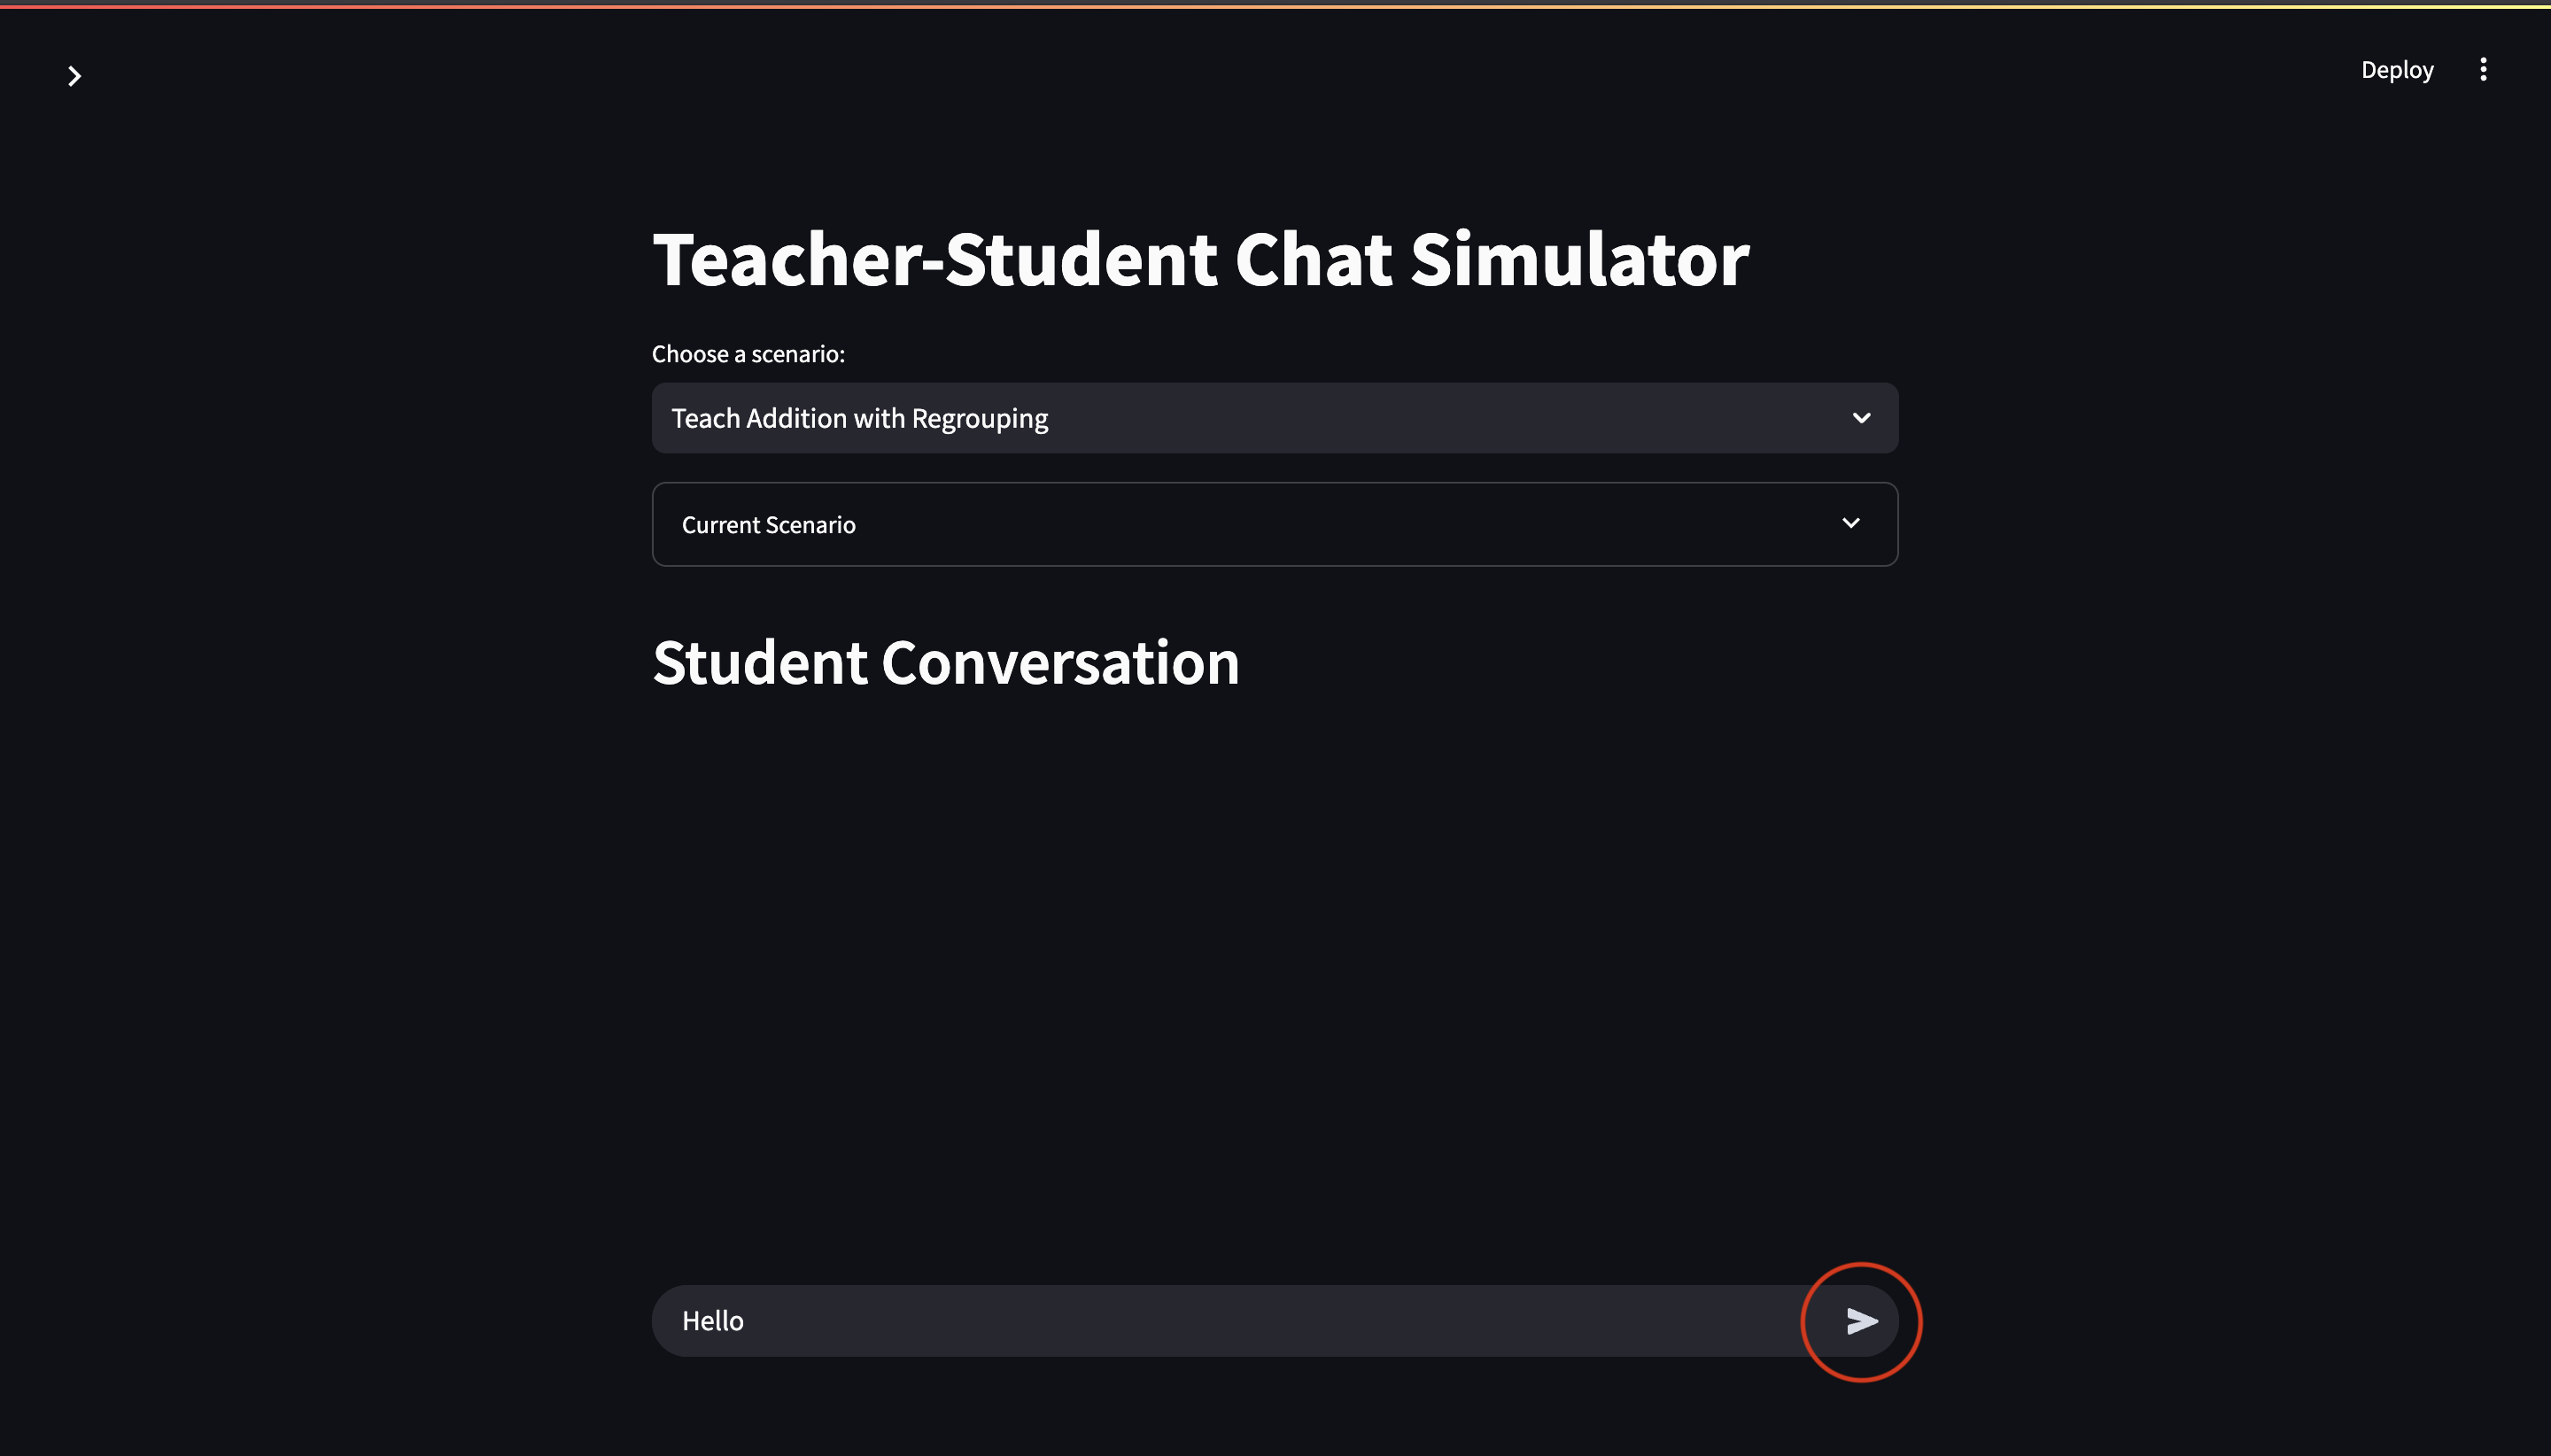 Deploy
Teacher-Student Chat Simulator
Choose a scenario:
Teach Addition with Regrouping
Current Scenario
Student Conversation
Hello